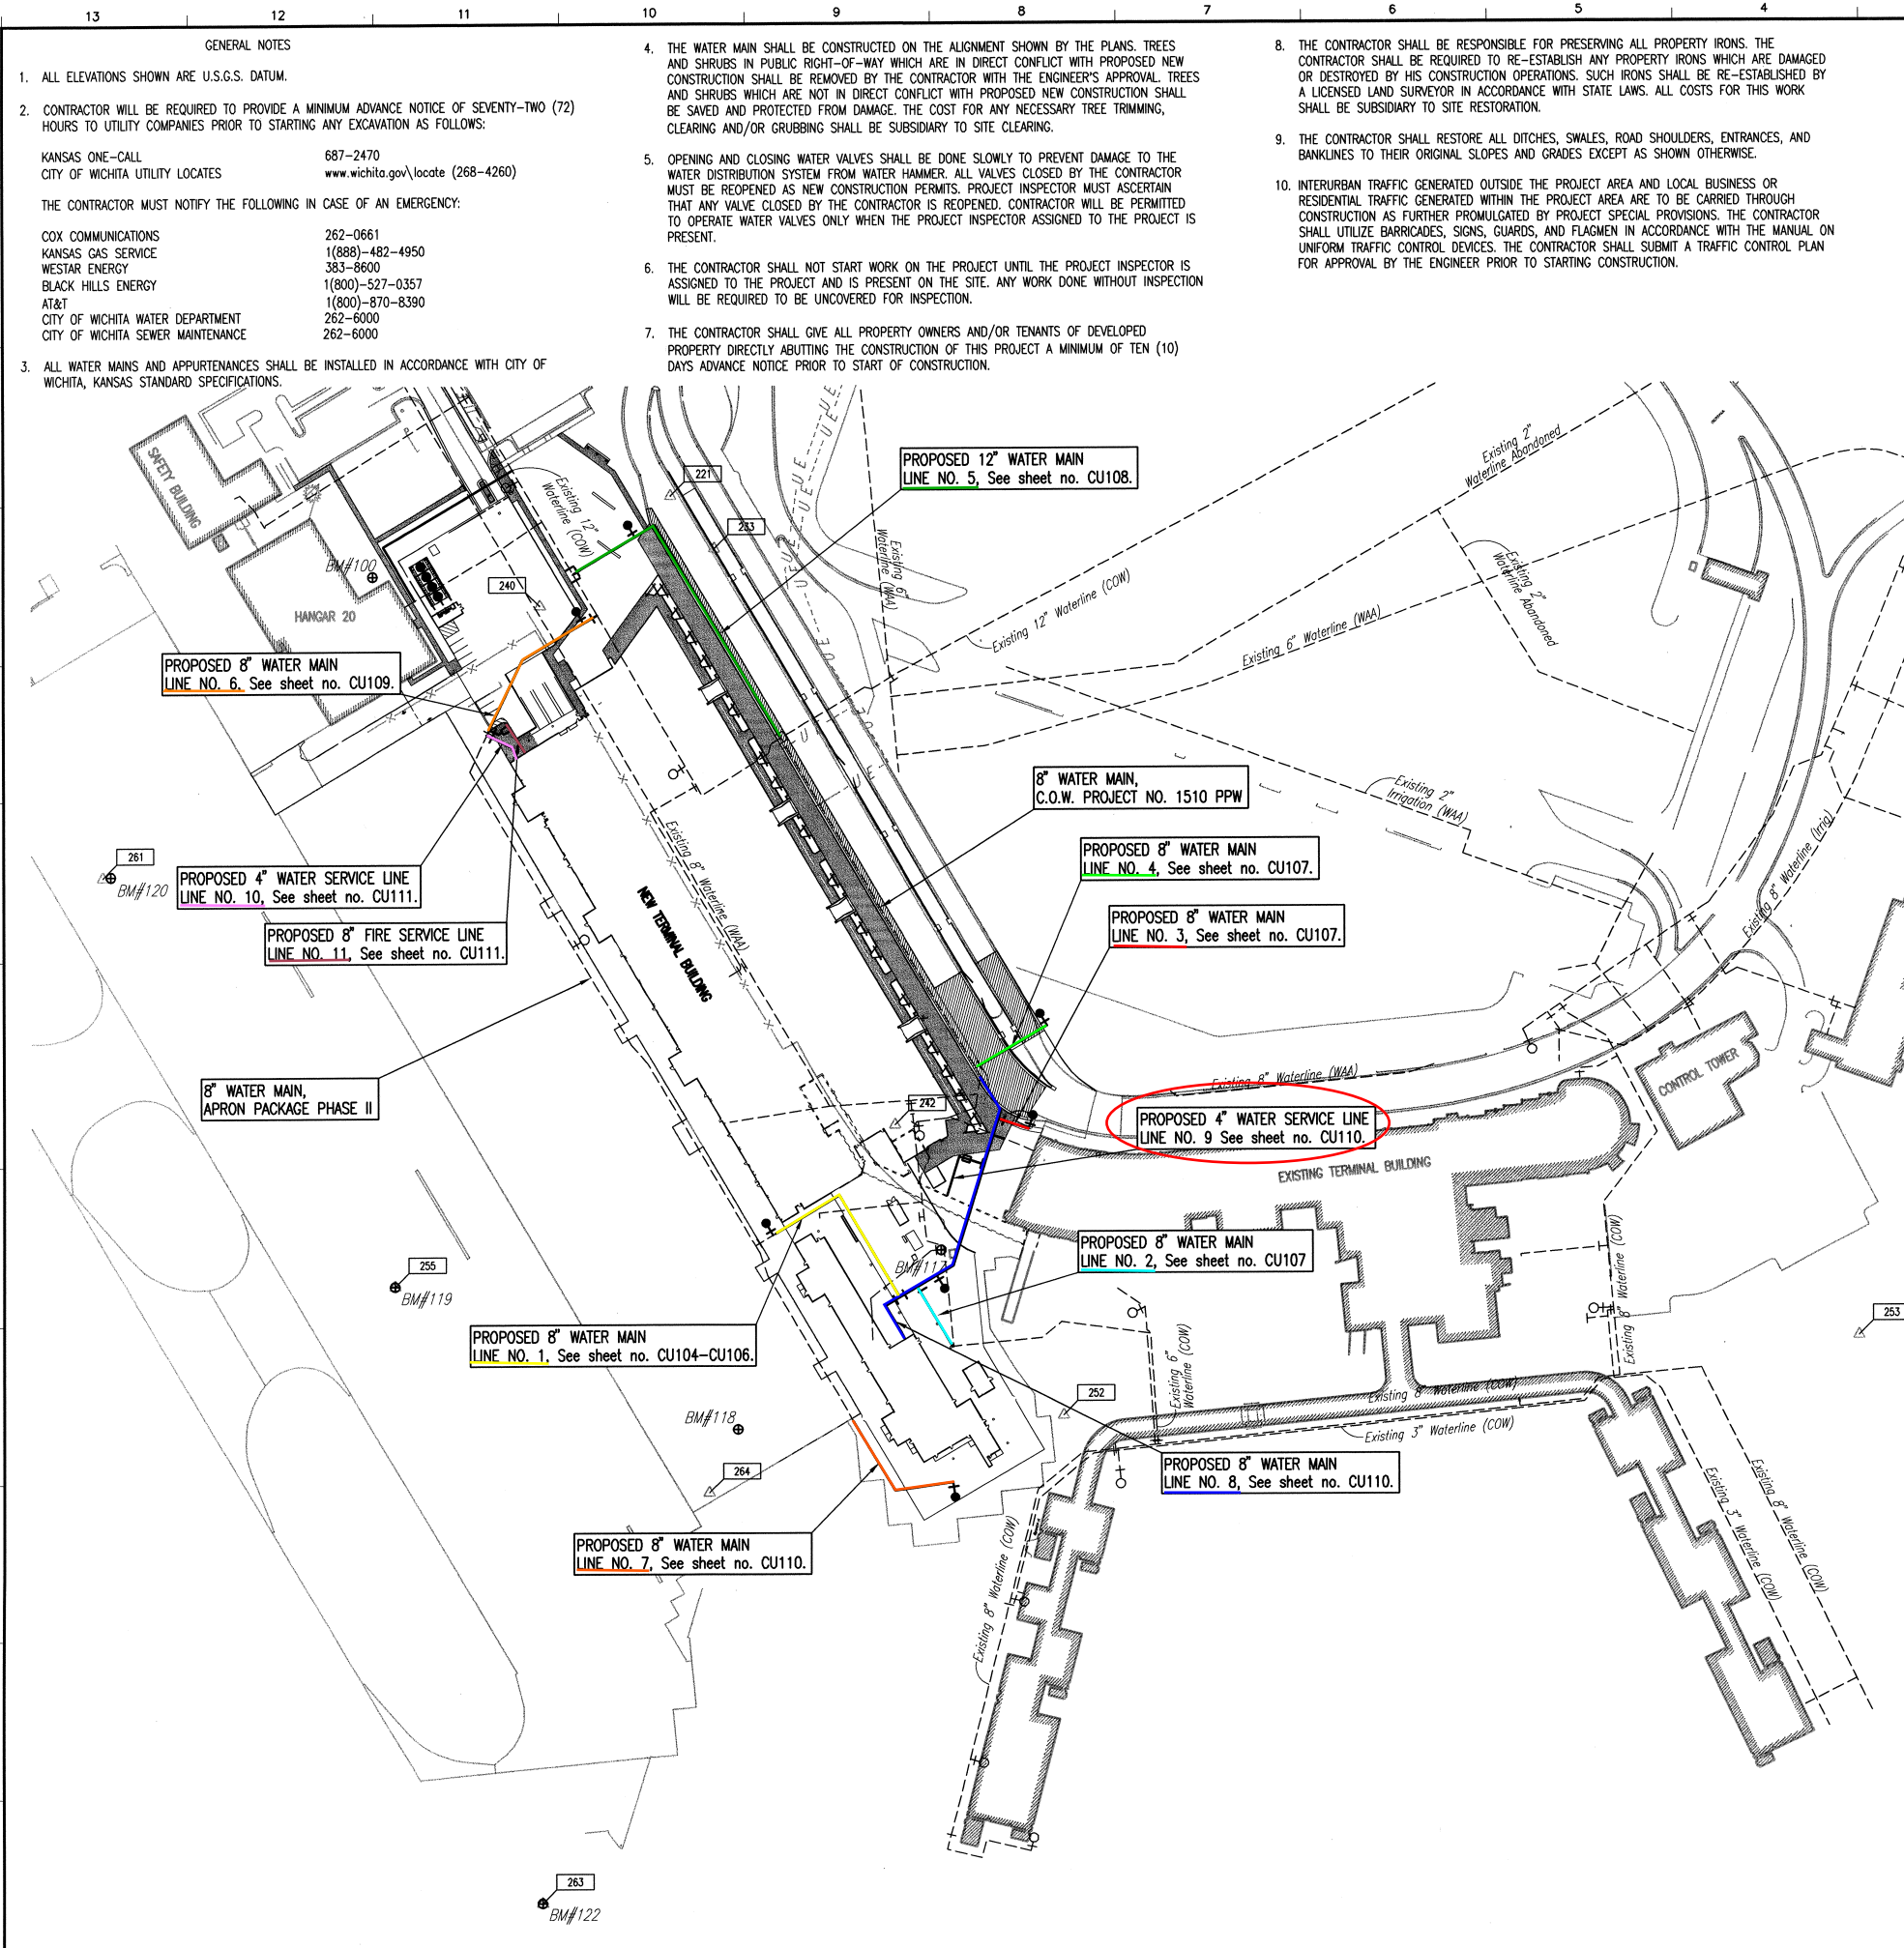 13 12 11 10 9 8 7 6 5 4
GENERAL NOTES
1. ALL ELEVATIONS SHOWN ARE U.S.G.S. DATUM.
2. CONTRACTOR WILL BE REQUIRED TO PROVIDE A MINIMUM ADVANCE NOTICE OF SEVENTY-TWO (72)
HOURS TO UTILITY COMPANIES PRIOR TO STARTING ANY EXCAVATION AS FOLLOWS:
KANSAS ONE-CALL 687-2470
CITY OF WICHITA UTILITY LOCATES www.wichita.gov\locate (268-4260)
THE CONTRACTOR MUST NOTIFY THE FOLLOWING IN CASE OF AN EMERGENCY:
COX COMMUNICATIONS 262-0661
KANSAS GAS SERVICE 1(888)-482-4950
WESTAR ENERGY 383-8600
BLACK HILLS ENERGY 1(800)-527-0357
AT&T 1(800)-870-8390
CITY OF WICHITA WATER DEPARTMENT 262-6000
CITY OF WICHITA SEWER MAINTENANCE 262-6000
3. ALL WATER MAINS AND APPURTENANCES SHALL BE INSTALLED IN ACCORDANCE WITH CITY OF
WICHITA, KANSAS STANDARD SPECIFICATIONS.
4. THE WATER MAIN SHALL BE CONSTRUCTED ON THE ALIGNMENT SHOWN BY THE PLANS. TREES
AND SHRUBS IN PUBLIC RIGHT-OF-WAY WHICH ARE IN DIRECT CONFLICT WITH PROPOSED NEW
CONSTRUCTION SHALL BE REMOVED BY THE CONTRACTOR WITH THE ENGINEER'S APPROVAL. TREES
AND SHRUBS WHICH ARE NOT IN DIRECT CONFLICT WITH PROPOSED NEW CONSTRUCTION SHALL
BE SAVED AND PROTECTED FROM DAMAGE. THE COST FOR ANY NECESSARY TREE TRIMMING,
CLEARING AND/OR GRUBBING SHALL BE SUBSIDIARY TO SITE CLEARING.
5. OPENING AND CLOSING WATER VALVES SHALL BE DONE SLOWLY TO PREVENT DAMAGE TO THE
WATER DISTRIBUTION SYSTEM FROM WATER HAMMER. ALL VALVES CLOSED BY THE CONTRACTOR
MUST BE REOPENED AS NEW CONSTRUCTION PERMITS. PROJECT INSPECTOR MUST ASCERTAIN
THAT ANY VALVE CLOSED BY THE CONTRACTOR IS REOPENED. CONTRACTOR WILL BE PERMITTED
TO OPERATE WATER VALVES ONLY WHEN THE PROJECT INSPECTOR ASSIGNED TO THE PROJECT IS
PRESENT.
6. THE CONTRACTOR SHALL NOT START WORK ON THE PROJECT UNTIL THE PROJECT INSPECTOR IS
ASSIGNED TO THE PROJECT AND IS PRESENT ON THE SITE. ANY WORK DONE WITHOUT INSPECTION
WILL BE REQUIRED TO BE UNCOVERED FOR INSPECTION.
7. THE CONTRACTOR SHALL GIVE ALL PROPERTY OWNERS AND/OR TENANTS OF DEVELOPED
PROPERTY DIRECTLY ABUTTING THE CONSTRUCTION OF THIS PROJECT A MINIMUM OF TEN (10)
DAYS ADVANCE NOTICE PRIOR TO START OF CONSTRUCTION.
8. THE CONTRACTOR SHALL BE RESPONSIBLE FOR PRESERVING ALL PROPERTY IRONS. THE
CONTRACTOR SHALL BE REQUIRED TO RE-ESTABLISH ANY PROPERTY IRONS WHICH ARE DAMAGED
OR DESTROYED BY HIS CONSTRUCTION OPERATIONS. SUCH IRONS SHALL BE RE-ESTABLISHED BY
A LICENSED LAND SURVEYOR IN ACCORDANCE WITH STATE LAWS. ALL COSTS FOR THIS WORK
SHALL BE SUBSIDIARY TO SITE RESTORATION.
9. THE CONTRACTOR SHALL RESTORE ALL DITCHES, SWALES, ROAD SHOULDERS, ENTRANCES, AND
BANKLINES TO THEIR ORIGINAL SLOPES AND GRADES EXCEPT AS SHOWN OTHERWISE.
10. INTERURBAN TRAFFIC GENERATED OUTSIDE THE PROJECT AREA AND LOCAL BUSINESS OR
RESIDENTIAL TRAFFIC GENERATED WITHIN THE PROJECT AREA ARE TO BE CARRIED THROUGH
CONSTRUCTION AS FURTHER PROMULGATED BY PROJECT SPECIAL PROVISIONS. THE CONTRACTOR
SHALL UTILIZE BARRICADES, SIGNS, GUARDS, AND FLAGMEN IN ACCORDANCE WITH THE MANUAL ON
UNIFORM TRAFFIC CONTROL DEVICES. THE CONTRACTOR SHALL SUBMIT A TRAFFIC CONTROL PLAN
FOR APPROVAL BY THE ENGINEER PRIOR TO STARTING CONSTRUCTION.
SAFETY BUILDING
Existing 12"
Waterline (COW)
221
233
UE UE UE UE UE
PROPOSED 12" WATER MAIN
LINE NO. 5, See sheet no. CU108.
Existing 2"
Waterline Abandoned
Existing 6"
Waterline (WAA)
Existing 2"
Waterline Abandoned
BM#100
240
HANGAR 20
Existing 12" Waterline (COW)
Existing 6" Waterline (WAA)
PROPOSED 8" WATER MAIN
LINE NO. 6, See sheet no. CU109.
8" WATER MAIN,
C.O.W. PROJECT NO. 1510 PPW
Existing 2"
Irrigation (WAA)
Existing 8" Waterline (WAA)
Existing 8" Waterline (Irrig)
261
BM#120
PROPOSED 4" WATER SERVICE LINE
LINE NO. 10, See sheet no. CU111.
PROPOSED 8" WATER MAIN
LINE NO. 4, See sheet no. CU107.
NEW TERMINAL BUILDING
PROPOSED 8" FIRE SERVICE LINE
LINE NO. 11, See sheet no. CU111.
PROPOSED 8" WATER MAIN
LINE NO. 3, See sheet no. CU107.
8" WATER MAIN,
APRON PACKAGE PHASE II
242
Existing 8" Waterline (WAA)
CONTROL TOWER
PROPOSED 4" WATER SERVICE LINE
LINE NO. 9 See sheet no. CU110.
EXISTING TERMINAL BUILDING
PROPOSED 8" WATER MAIN
LINE NO. 2, See sheet no. CU107
BM#117
255
BM#119
Existing 8" Waterline (COW)
253
PROPOSED 8" WATER MAIN
LINE NO. 1, See sheet no. CU104-CU106.
Existing 6"
Waterline (COW)
252
Existing 8" Waterline (COW)
Existing 3" Waterline (COW)
BM#118
264
PROPOSED 8" WATER MAIN
LINE NO. 8, See sheet no. CU110.
Existing 3" Waterline (COW)
Existing 8" Waterline (COW)
PROPOSED 8" WATER MAIN
LINE NO. 7, See sheet no. CU110.
Existing 8" Waterline (COW)
263
BM#122